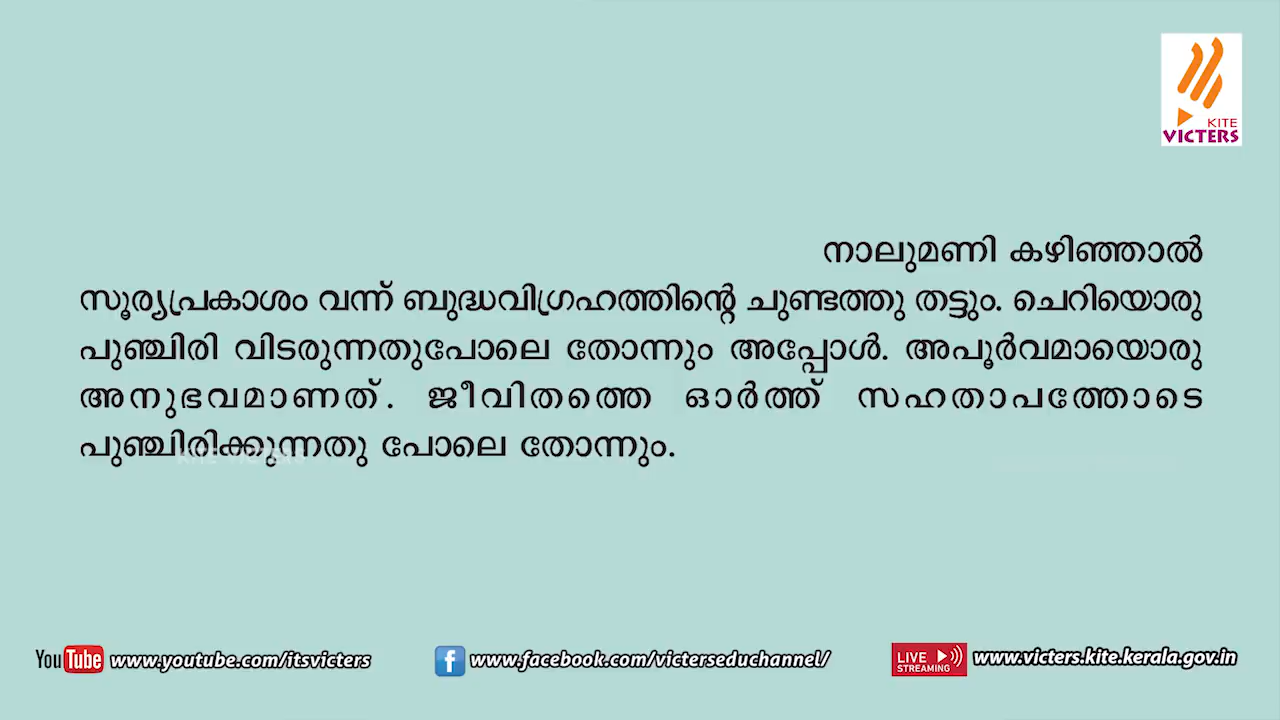 KITE
VICTERS
നാലുമണി കഴിഞ്ഞാൽ
സൂര്യപ്രകാശം വന്ന് ബുദ്ധവിഗ്രഹത്തിന്റെ ചുണ്ടത്തു തട്ടും. ചെറിയൊരു
പുഞ്ചിരി വിടരുന്നതുപോലെ തോന്നും അപ്പോൾ. അപൂർവമായൊരു
അനുഭവമാണത്. ജീവിതത്തെ ഓർത്ത് സഹതാപത്തോടെ
പുഞ്ചിരിക്കുന്നതു പോലെ തോന്നും.
KITE VICTERS
YouTube www.youtube.com/itsvicters
f www.facebook.com/victerseduchannel/
LIVE STREAMING www.victers.kite.kerala.gov.in